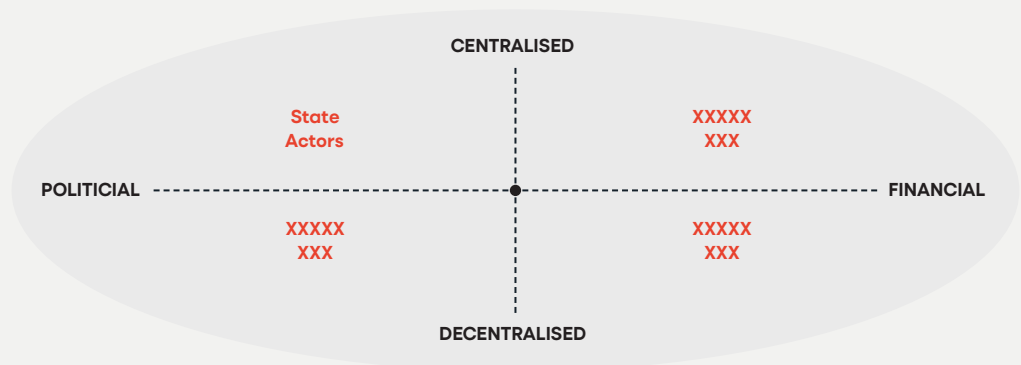 CENTRALISED
State
Actors
XXXXX
XXX
POLITICIAL
FINANCIAL
XXXXX
XXX
XXXXX
XXX
DECENTRALISED